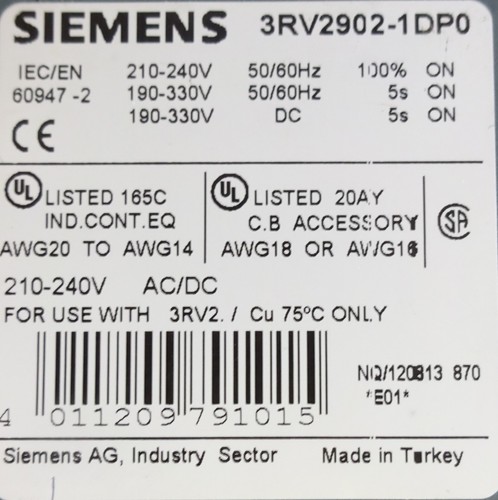 SIEMENS 3RV2902-1DP0
IEC/EN 210-240V 50/60Hz 100% ON
60947 -2 190-330V 50/60Hz 5s ON
190-330V DC 5s ON
CE
UL LISTED 165C
IND.CONT.EQ
AWG20 TO AWG14
UL LISTED 20AY
C.B ACCESSORY
AWG18 OR AWG16
SA
210-240V AC/DC
FOR USE WITH 3RV2. / Cu 75ºC ONLY
NQ/120813 870
*E01*
4 011209 791015
Siemens AG, Industry Sector Made in Turkey